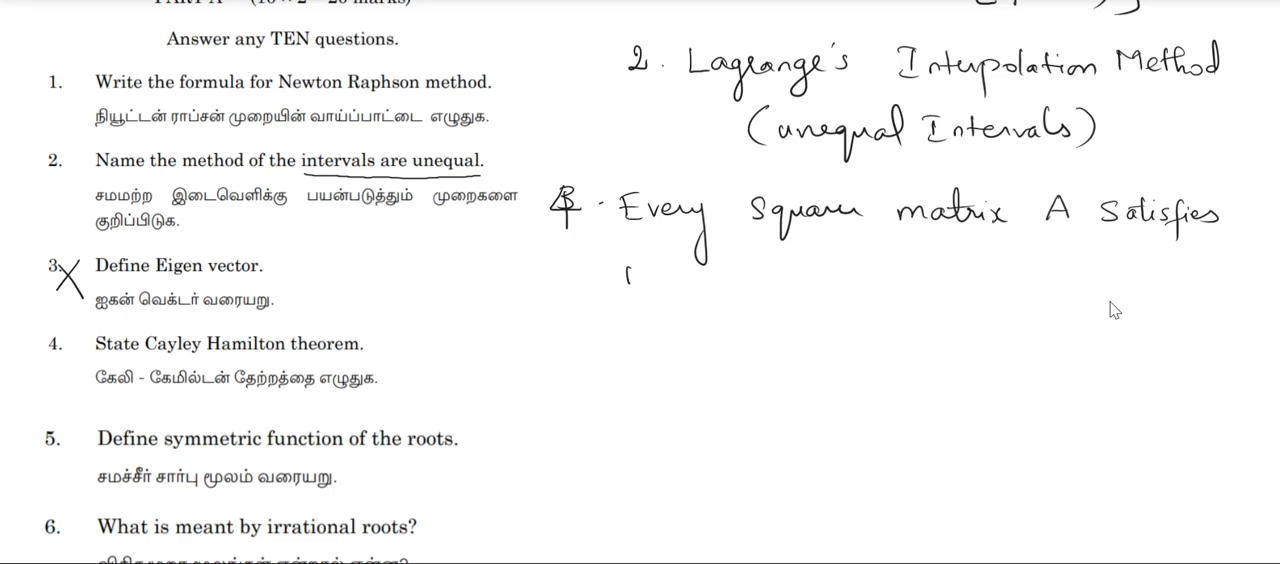 Answer any TEN questions.
1. Write the formula for Newton Raphson method.
நியூட்டன் ராப்சன் முறையின் வாய்ப்பாட்டை எழுதுக.
2. Name the method of the intervals are unequal.
சமமற்ற இடைவெளிக்கு பயன்படுத்தும் முறைகளை
குறிப்பிடுக.
3. Define Eigen vector.
ஐகன் வெக்டர் வரையறு.
4. State Cayley Hamilton theorem.
கேலி - கேமில்டன் தேற்றத்தை எழுதுக.
5. Define symmetric function of the roots.
சமச்சீர் சார்பு மூலம் வரையறு.
6. What is meant by irrational roots?
2. Lagrange's Interpolation Method
(unequal Intervals)
Every Square matrix A Satisfies